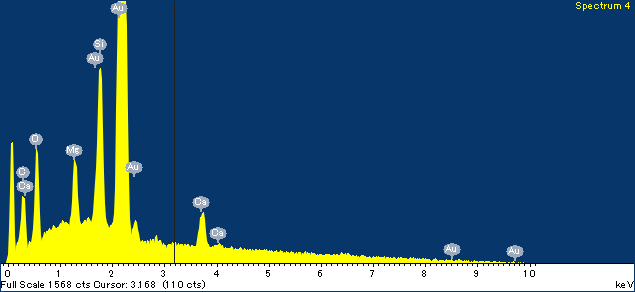 Spectrum 4
Au
Si
Au
O
Mg
C
Ca
Au
Ca
Ca
Au
Au
0 1 2 3 4 5 6 7 8 9 10
Full Scale 1568 cts Cursor: 3.168 (110 cts) keV